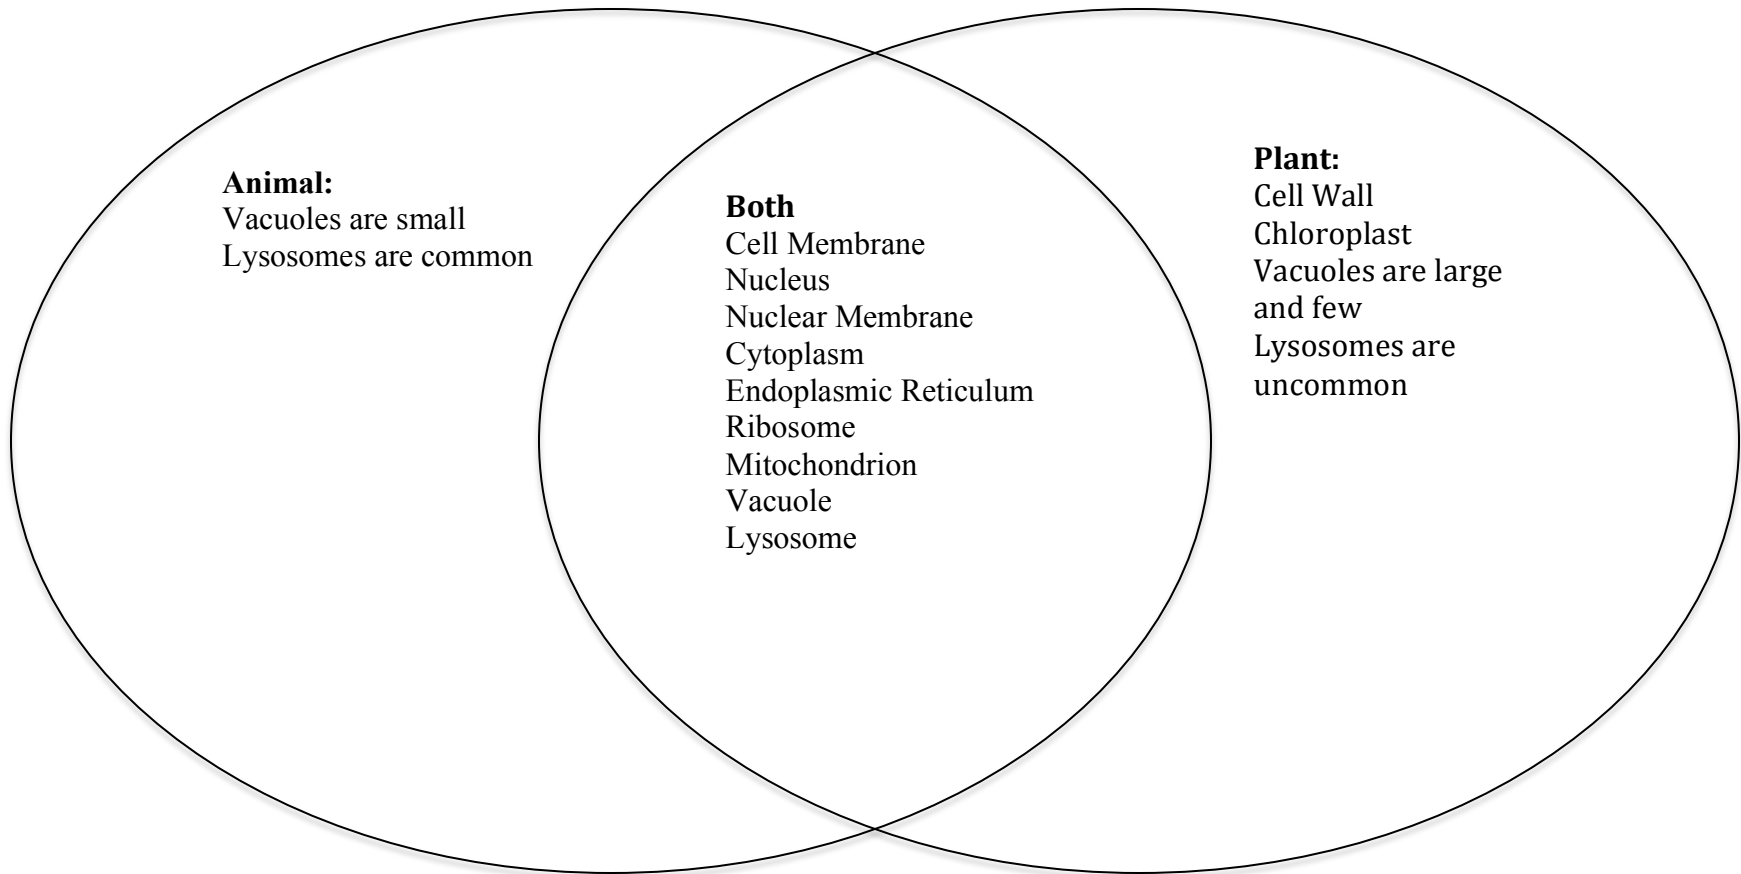 Animal:
Vacuoles are small
Lysosomes are common
Both
Cell Membrane
Nucleus
Nuclear Membrane
Cytoplasm
Endoplasmic Reticulum
Ribosome
Mitochondrion
Vacuole
Lysosome
Plant:
Cell Wall
Chloroplast
Vacuoles are large
and few
Lysosomes are
uncommon